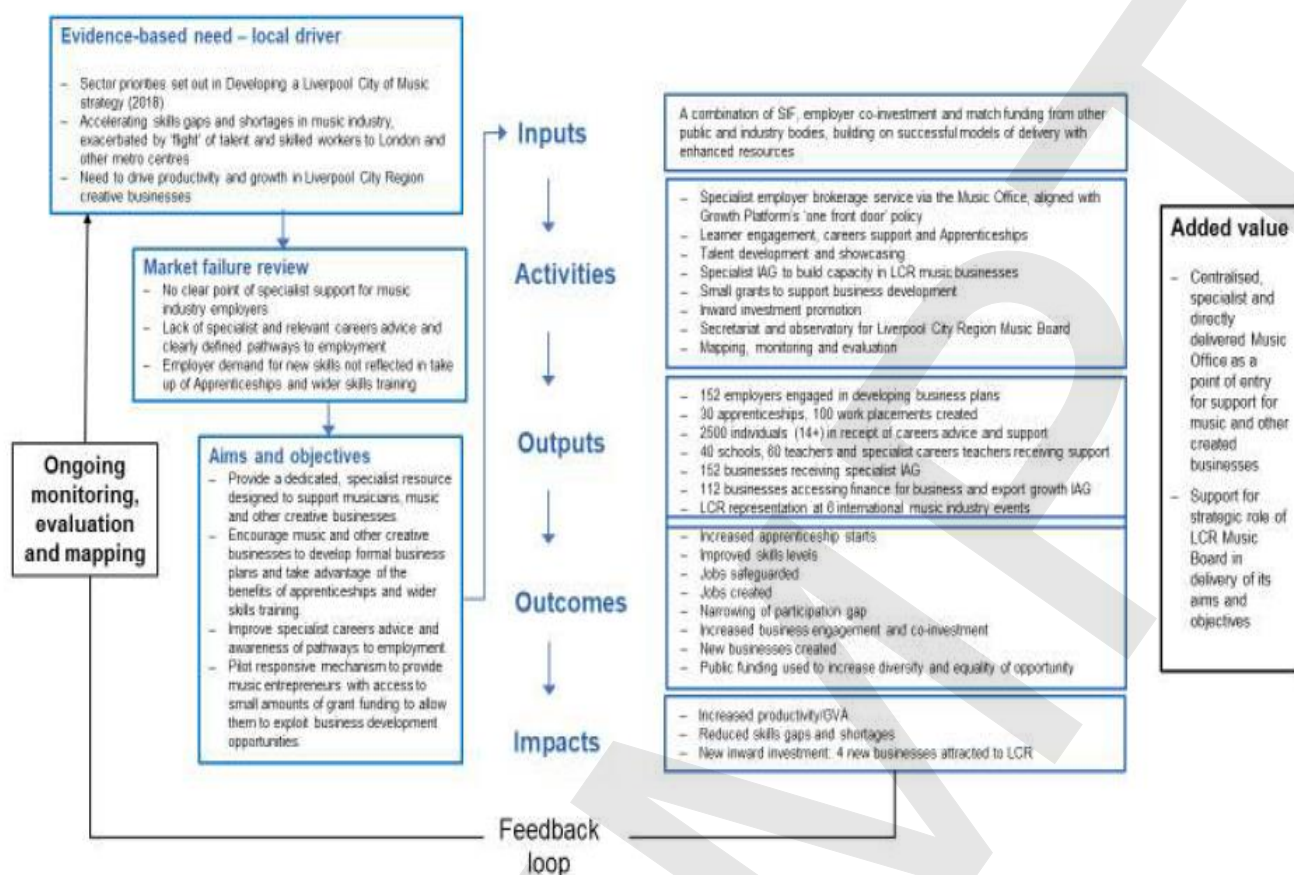 Evidence-based need – local driver
– Sector priorities set out in Developing a Liverpool City of Music
strategy (2018)
– Accelerating skills gaps and shortages in music industry,
exacerbated by 'flight' of talent and skilled workers to London and
other metro centres
– Need to drive productivity and growth in Liverpool City Region
creative businesses
Market failure review
– No clear point of specialist support for music
industry employers
– Lack of specialist and relevant careers advice and
clearly defined pathways to employment
– Employer demand for new skills not reflected in take
up of Apprenticeships and wider skills training
Aims and objectives
– Provide a dedicated, specialist resource
designed to support musicians, music
and other creative businesses.
– Encourage music and other creative
businesses to develop formal business
plans and take advantage of the
benefits of apprenticeships and wider
skills training.
– Improve specialist careers advice and
awareness of pathways to employment.
– Pilot responsive mechanism to provide
music entrepreneurs with access to
small amounts of grant funding to allow
them to exploit business development
opportunities.
Ongoing
monitoring,
evaluation
and mapping
Inputs
A combination of SIF, employer co-investment and match funding from other
public and industry bodies, building on successful models of delivery with
enhanced resources
Activities
– Specialist employer brokerage service via the Music Office, aligned with
Growth Platform's 'one front door' policy
– Learner engagement, careers support and Apprenticeships
– Talent development and showcasing
– Specialist IAG to build capacity in LCR music businesses
– Small grants to support business development
– Inward investment promotion
– Secretariat and observatory for Liverpool City Region Music Board
– Mapping, monitoring and evaluation
Outputs
– 152 employers engaged in developing business plans
– 30 apprenticeships, 100 work placements created
– 2500 individuals (14+) in receipt of careers advice and support
– 40 schools, 60 teachers and specialist careers teachers receiving support
– 152 businesses receiving specialist IAG
– 112 businesses accessing finance for business and export growth IAG
– LCR representation at 6 international music industry events
Outcomes
– Increased apprenticeship starts
– Improved skills levels
– Jobs safeguarded
– Jobs created
– Narrowing of participation gap
– Increased business engagement and co-investment
– New businesses created
– Public funding used to increase diversity and equality of opportunity
Impacts
– Increased productivity/GVA
– Reduced skills gaps and shortages
– New inward investment: 4 new businesses attracted to LCR
Added value
– Centralised,
specialist and
directly
delivered Music
Office as a
point of entry
for support for
music and other
created
businesses
– Support for
strategic role of
LCR Music
Board in
delivery of its
aims and
objectives
Feedback
loop